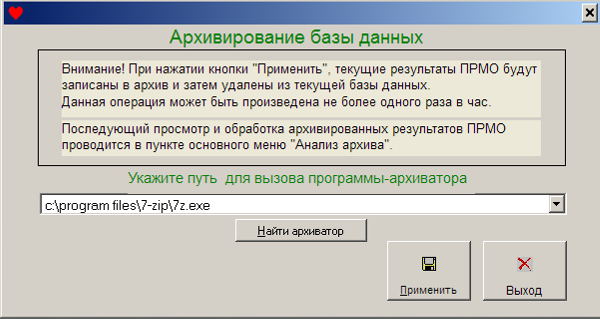 Архивирование базы данных
Внимание! При нажатии кнопки "Применить", текущие результаты ПРМО будут
записаны в архив и затем удалены из текущей базы данных.
Данная операция может быть произведена не более одного раза в час.
Последующий просмотр и обработка архивированных результатов ПРМО
проводится в пункте основного меню "Анализ архива".
Укажите путь для вызова программы-архиватора
c:\program files\7-zip\7z.exe
Найти архиватор
Применить
Выход